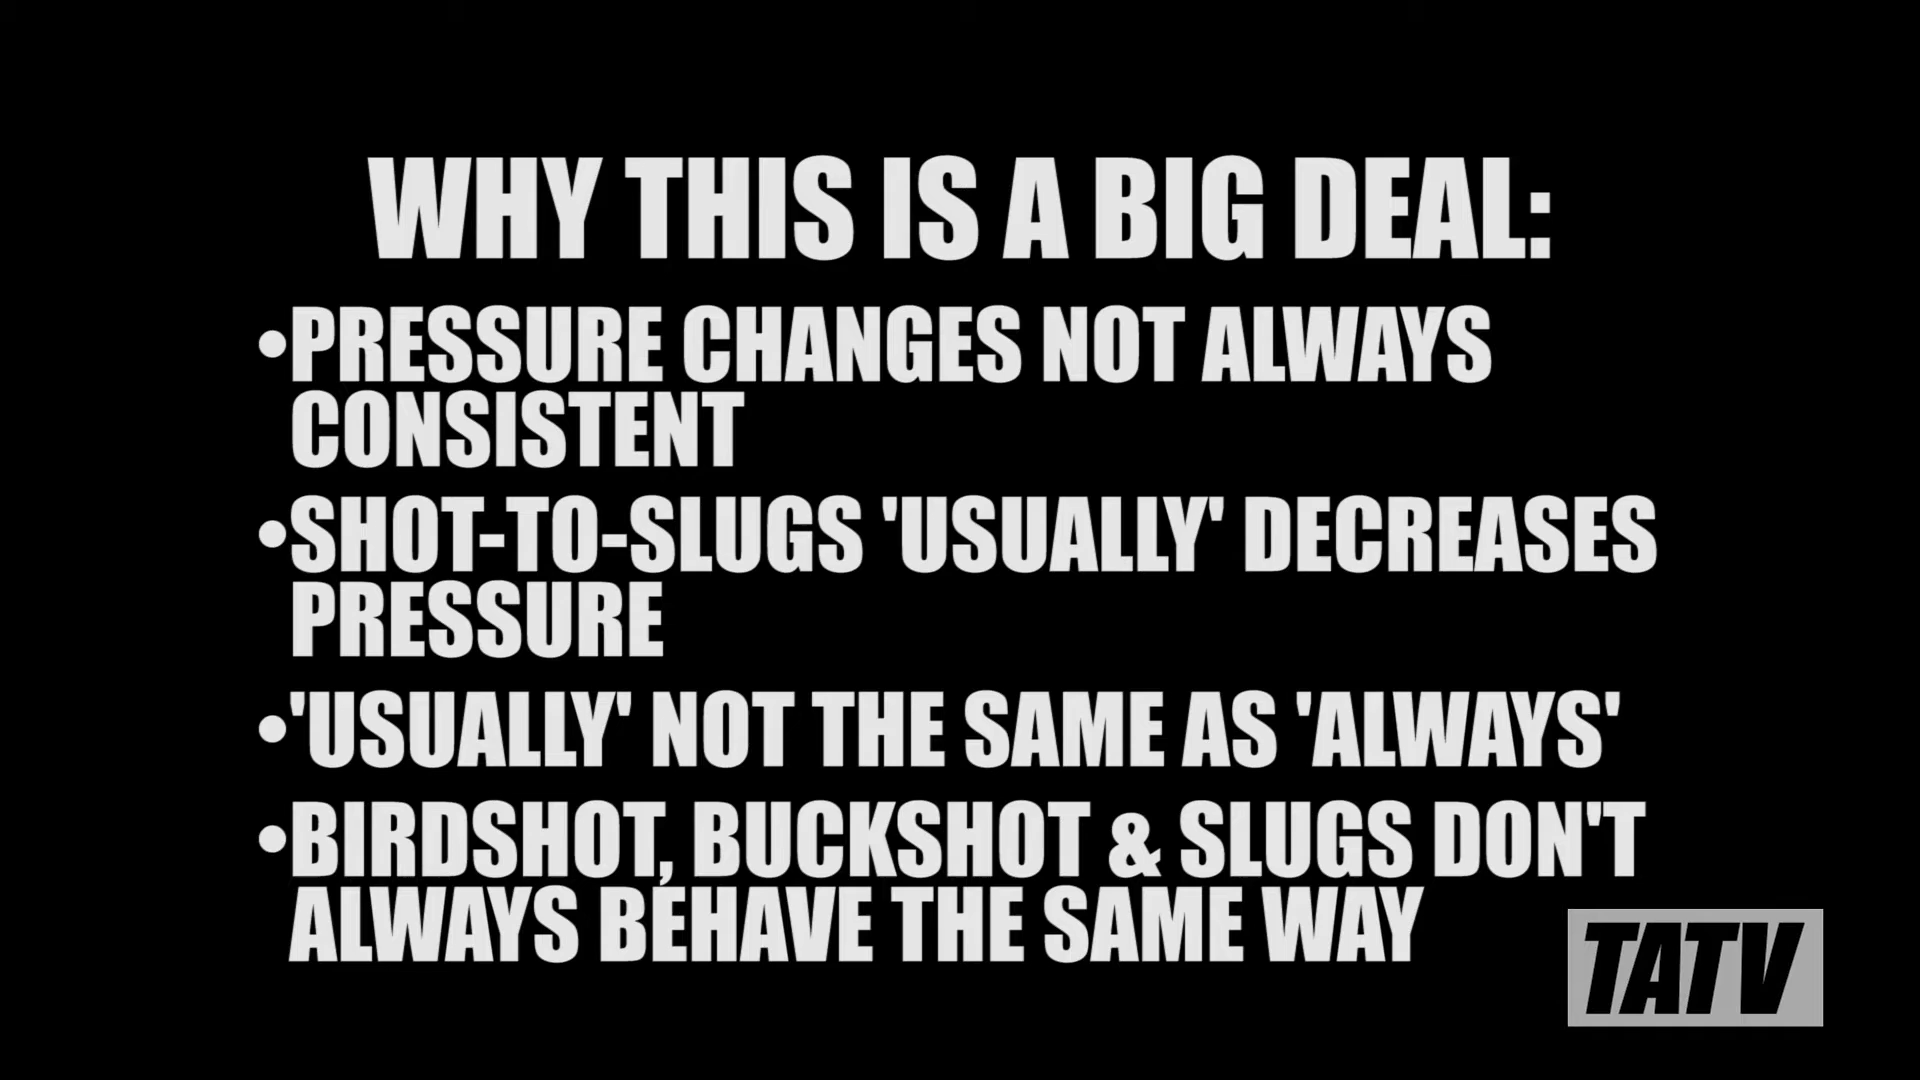 WHY THIS IS A BIG DEAL:
•PRESSURE CHANGES NOT ALWAYS
CONSISTENT
•SHOT-TO-SLUGS 'USUALLY' DECREASES
PRESSURE
•'USUALLY' NOT THE SAME AS 'ALWAYS'
•BIRDSHOT, BUCKSHOT & SLUGS DON'T
ALWAYS BEHAVE THE SAME WAY
TATV